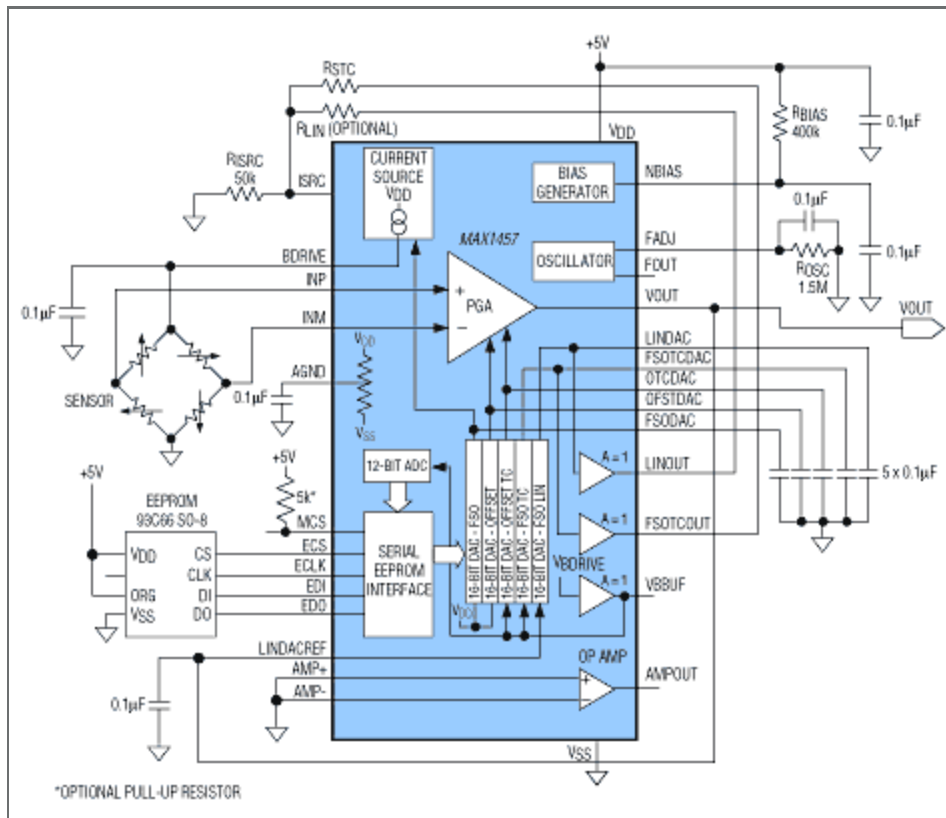 +5V
RSTC
RLIN (OPTIONAL)
VDD
RBIAS
400k
0.1µF
RISRC
50k
ISRC
CURRENT
SOURCE
VDD
BIAS
GENERATOR
NBIAS
0.1µF
MAX1457
BDRIVE
OSCILLATOR
FADJ
FOUT
ROSC
1.5M
0.1µF
INP
PGA
+
−
VOUT
VOUT
0.1µF
INM
LINDAC
FSOTCDAC
OTCDAC
OFSTDAC
FSODAC
VDD
AGND
0.1µF
VSS
SENSOR
+5V
12-BIT ADC
5k*
MCS
16-BIT DAC - FSO
16-BIT DAC - OFFSET
16-BIT DAC - OFFSET TC
16-BIT DAC - FSO TC
16-BIT DAC - FSO LIN
A = 1
LINOUT
5 x 0.1µF
A = 1
FSOTCOUT
+5V
EEPROM
93C66 SO-8
VDD
ORG
VSS
CS
CLK
DI
DO
ECS
ECLK
EDI
EDO
SERIAL
EEPROM
INTERFACE
VBDRIVE
A = 1
VBBUF
VDD
LINDACREF
OP AMP
AMP+
AMP-
+
−
AMPOUT
0.1µF
VSS
*OPTIONAL PULL-UP RESISTOR